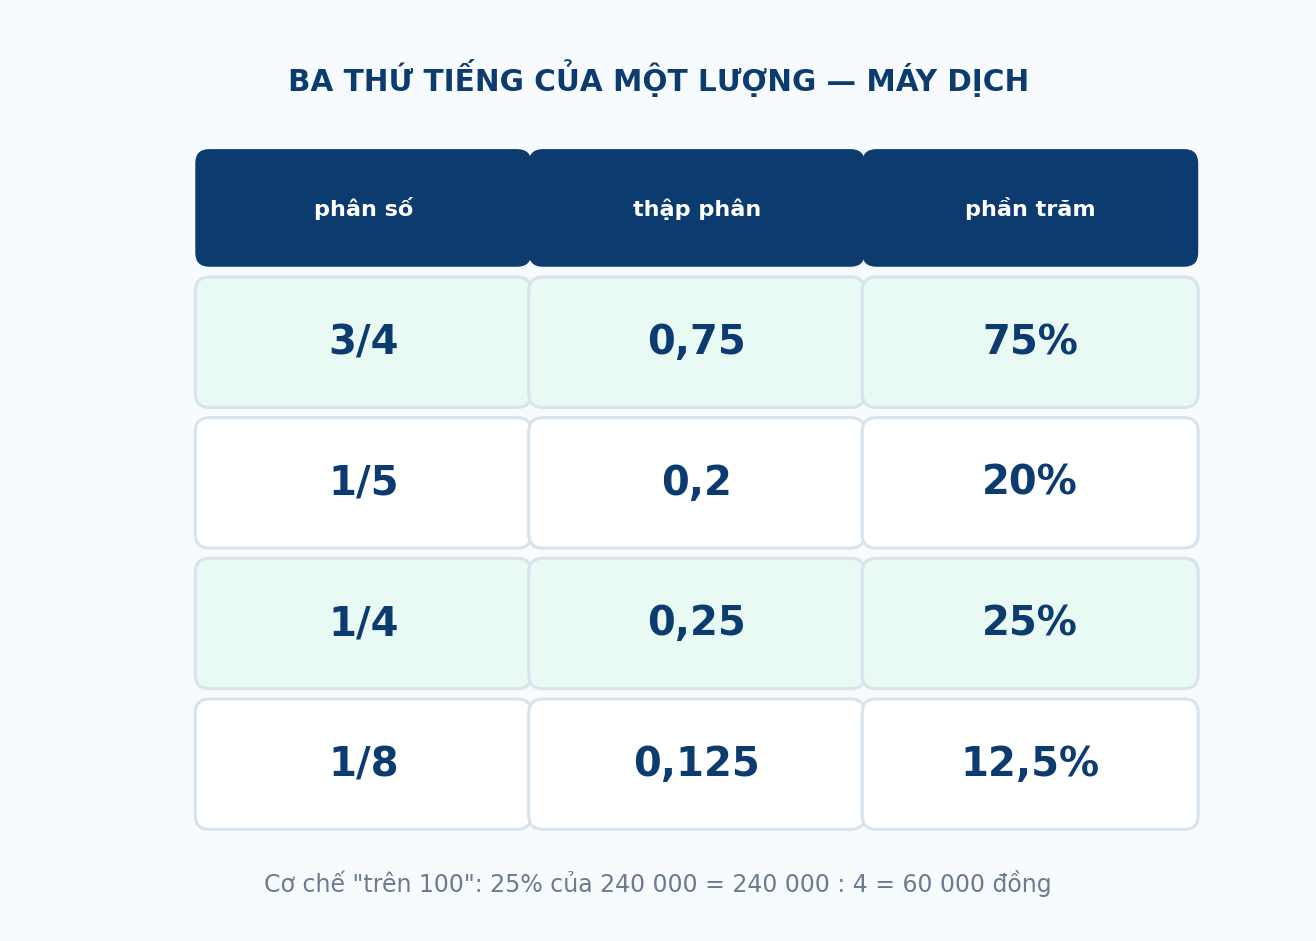 BA THỨ TIẾNG CỦA MỘT LƯỢNG — MÁY DỊCH
phân số thập phân phần trăm
3/4 0,75 75%
1/5 0,2 20%
1/4 0,25 25%
1/8 0,125 12,5%
Cơ chế "trên 100": 25% của 240 000 = 240 000 : 4 = 60 000 đồng